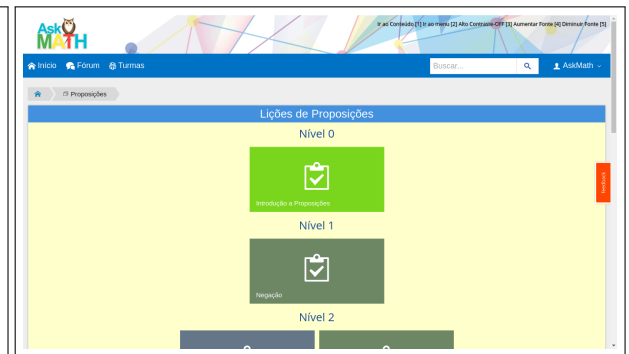 Ask
MATH
Ir ao Conteúdo [1] Ir ao menu [2] Alto Contraste-OFF [3] Aumentar Fonte [4] Diminuir Fonte [5]
Início Fórum Turmas Buscar... AskMath
Proposições
Lições de Proposições
Nível 0
Introdução a Proposições
Nível 1
feedback
Negação
Nível 2